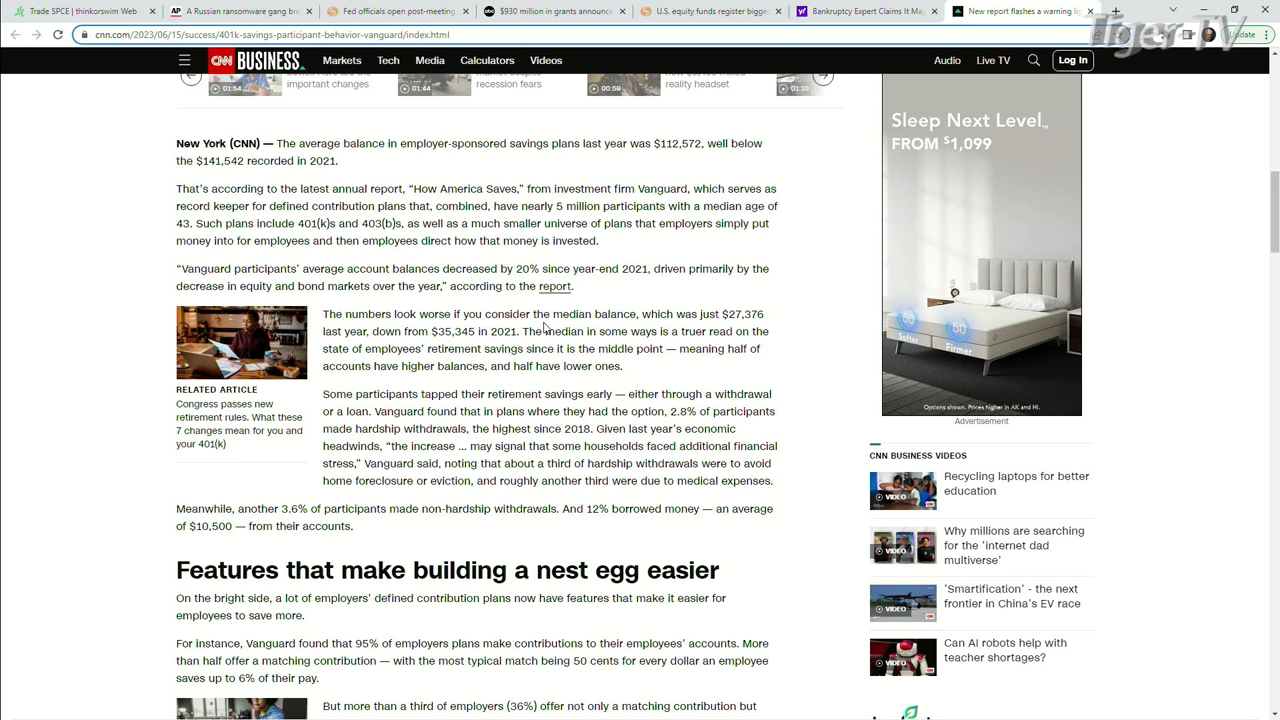 Trade SPCE | thinkorswim Web
A Russian ransomware gang bre
Fed officials open post-meeting
$930 million in grants announce
U.S. equity funds register bigges
Bankruptcy Expert Claims It May
New report flashes a warning li
Tiger TV
cnn.com/2023/06/15/success/401k-savings-participant-behavior-vanguard/index.html
Update
CNN BUSINESS Markets Tech Media Calculators Videos Audio Live TV Log In
important changes
recession fears
reality headset
01:54
01:44
00:59
01:10
New York (CNN) — The average balance in employer-sponsored savings plans last year was $112,572, well below
the $141,542 recorded in 2021.
That's according to the latest annual report, "How America Saves," from investment firm Vanguard, which serves as
record keeper for defined contribution plans that, combined, have nearly 5 million participants with a median age of
43. Such plans include 401(k)s and 403(b)s, as well as a much smaller universe of plans that employers simply put
money into for employees and then employees direct how that money is invested.
"Vanguard participants' average account balances decreased by 20% since year-end 2021, driven primarily by the
decrease in equity and bond markets over the year," according to the report.
The numbers look worse if you consider the median balance, which was just $27,376
last year, down from $35,345 in 2021. The median in some ways is a truer read on the
state of employees' retirement savings since it is the middle point — meaning half of
accounts have higher balances, and half have lower ones.
RELATED ARTICLE
Congress passes new
retirement rules. What these
7 changes mean for you and
your 401(k)
Some participants tapped their retirement savings early — either through a withdrawal
or a loan. Vanguard found that in plans where they had the option, 2.8% of participants
made hardship withdrawals, the highest since 2018. Given last year's economic
headwinds, "the increase ... may signal that some households faced additional financial
stress," Vanguard said, noting that about a third of hardship withdrawals were to avoid
home foreclosure or eviction, and roughly another third were due to medical expenses.
Meanwhile, another 3.6% of participants made non-hardship withdrawals. And 12% borrowed money — an average
of $10,500 — from their accounts.
Features that make building a nest egg easier
On the bright side, a lot of employers' defined contribution plans now have features that make it easier for
employees to save more.
For instance, Vanguard found that 95% of employers plans make contributions to their employees' accounts. More
than half offer a matching contribution — with the most typical match being 50 cents for every dollar an employee
saves up to 6% of their pay.
But more than a third of employers (36%) offer not only a matching contribution but
Sleep Next Level™
FROM $1,099
50
Softer
50
Firmer
Options shown. Prices higher in AK and HI.
Advertisement
CNN BUSINESS VIDEOS
VIDEO
Recycling laptops for better
education
VIDEO
Why millions are searching
for the 'internet dad
multiverse'
VIDEO
'Smartification' - the next
frontier in China's EV race
VIDEO
Can AI robots help with
teacher shortages?